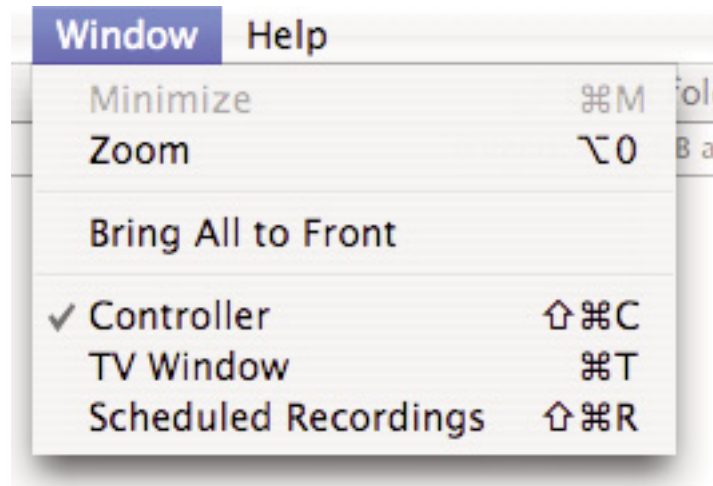 Window Help
Minimize ⌘M
Zoom ⌥0
Bring All to Front
✓ Controller ⇧⌘C
TV Window ⌘T
Scheduled Recordings ⇧⌘R